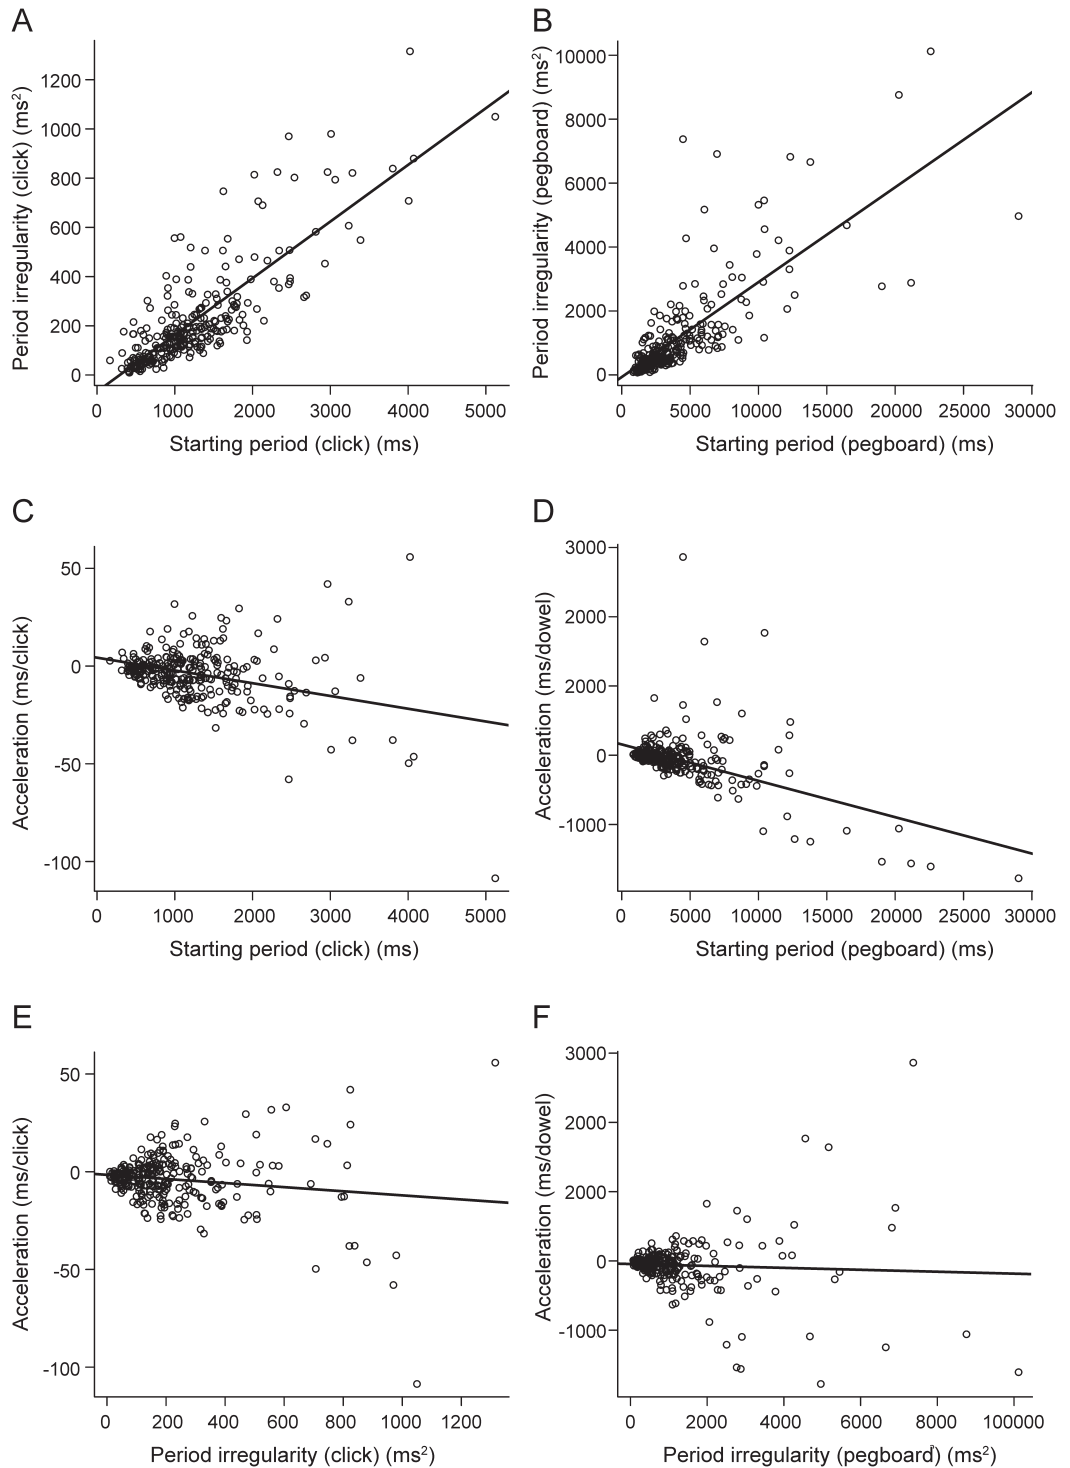 A
Period irregularity (click) (ms²)
1200
1000
800
600
400
200
0
0 1000 2000 3000 4000 5000
Starting period (click) (ms)
B
Period irregularity (pegboard) (ms²)
10000
8000
6000
4000
2000
0
0 5000 10000 15000 20000 25000 30000
Starting period (pegboard) (ms)
C
Acceleration (ms/click)
50
0
-50
-100
0 1000 2000 3000 4000 5000
Starting period (click) (ms)
D
Acceleration (ms/dowel)
3000
2000
2000
0
-1000
0 5000 10000 15000 20000 25000 30000
Starting period (pegboard) (ms)
E
Acceleration (ms/click)
50
0
-50
-100
0 200 400 600 800 1000 1200
Period irregularity (click) (ms²)
F
Acceleration (ms/dowel)
3000
2000
2000
0
-1000
0 2000 4000 6000 8000 100000
Period irregularity (pegboard) (ms²)